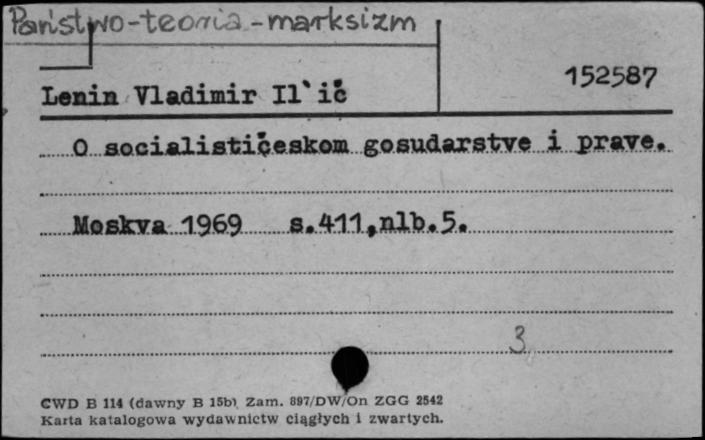 Państwo-teoria-marksizm
152587
Lenin Vladimir Il`ič
O socialističeskom gosudarstve i prave.
Moskva 1969 s.411,nlb.5.
3
CWD B 114 (dawny B 15b) Zam. 897/DW/On ZGG 2542
Karta katalogowa wydawnictw ciągłych i zwartych.